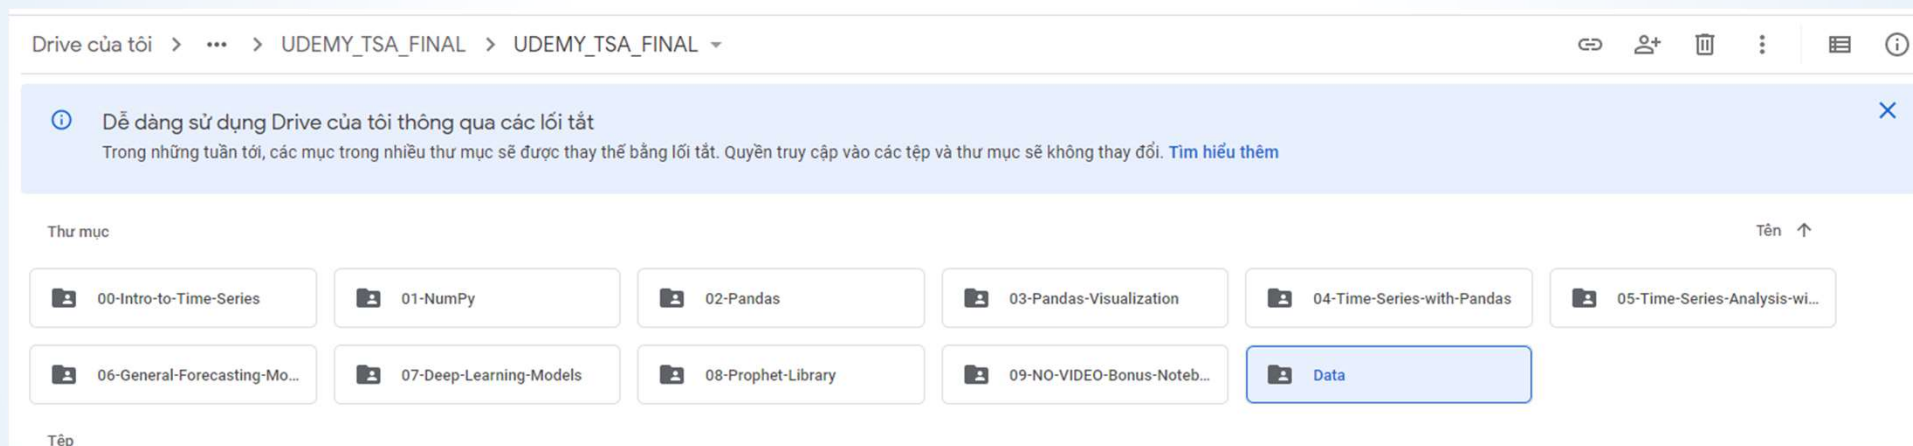 Drive của tôi > ••• > UDEMY_TSA_FINAL > UDEMY_TSA_FINAL
Dễ dàng sử dụng Drive của tôi thông qua các lối tắt
Trong những tuần tới, các mục trong nhiều thư mục sẽ được thay thế bằng lối tắt. Quyền truy cập vào các tệp và thư mục sẽ không thay đổi. Tìm hiểu thêm
Thư mục Tên
00-Intro-to-Time-Series 01-NumPy 02-Pandas 03-Pandas-Visualization 04-Time-Series-with-Pandas 05-Time-Series-Analysis-wi...
06-General-Forecasting-Mo... 07-Deep-Learning-Models 08-Prophet-Library 09-NO-VIDEO-Bonus-Noteb... Data
Tệp